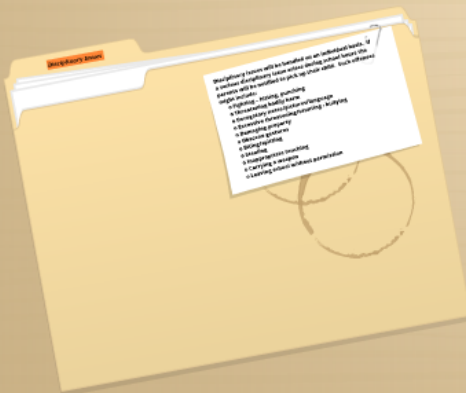 Disciplinary Issues
Disciplinary issues will be handled on an individual basis. If
a serious disciplinary issue arises during school hours the
parents will be notified to pick up their child. Such offenses
might include:
o Fighting - hitting, punching
o Threatening bodily harm
o Derogatory name/gestures/language
o Excessive threatening/taunting - bullying
o Damaging property
o Obscene gestures
o Biting/spitting
o Stealing
o Inappropriate touching
o Carrying a weapon
o Leaving school without permission